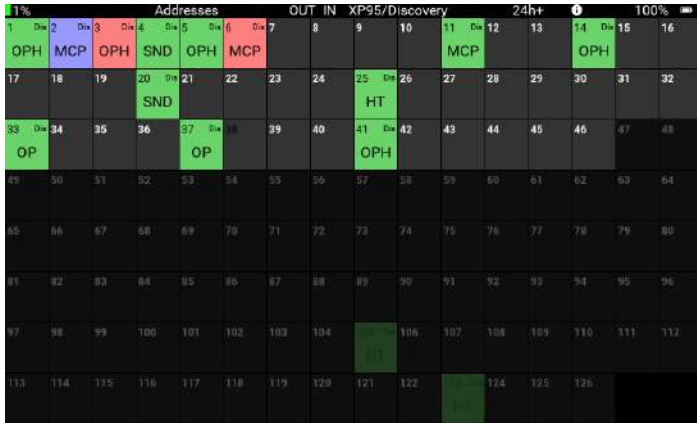 1% Addresses OUT IN XP95/Discovery 24h+ 100%
1 Dis 2 Dis 3 Dis 4 Dis 5 Dis 6 Dis 7 8 9 10 11 Dis 12 13 14 Dis 15 16
OPH MCP OPH SND OPH MCP MCP OPH
17 18 19 20 Dis 21 22 23 24 25 Dis 26 27 28 29 30 31 32
SND HT
33 Dis 34 35 36 37 Dis 38 39 40 41 Dis 42 43 44 45 46 47 48
OP OP OPH
49 50 51 52 53 54 55 56 57 58 59 60 61 62 63 64
65 66 67 68 69 70 71 72 73 74 75 76 77 78 79 80
81 82 83 84 85 86 87 88 89 90 91 92 93 94 95 96
97 98 99 100 101 102 103 104 105 Dis 106 107 108 109 110 111 112
HT
113 114 115 116 117 118 119 120 121 122 123 Dis 124 125 126
HT